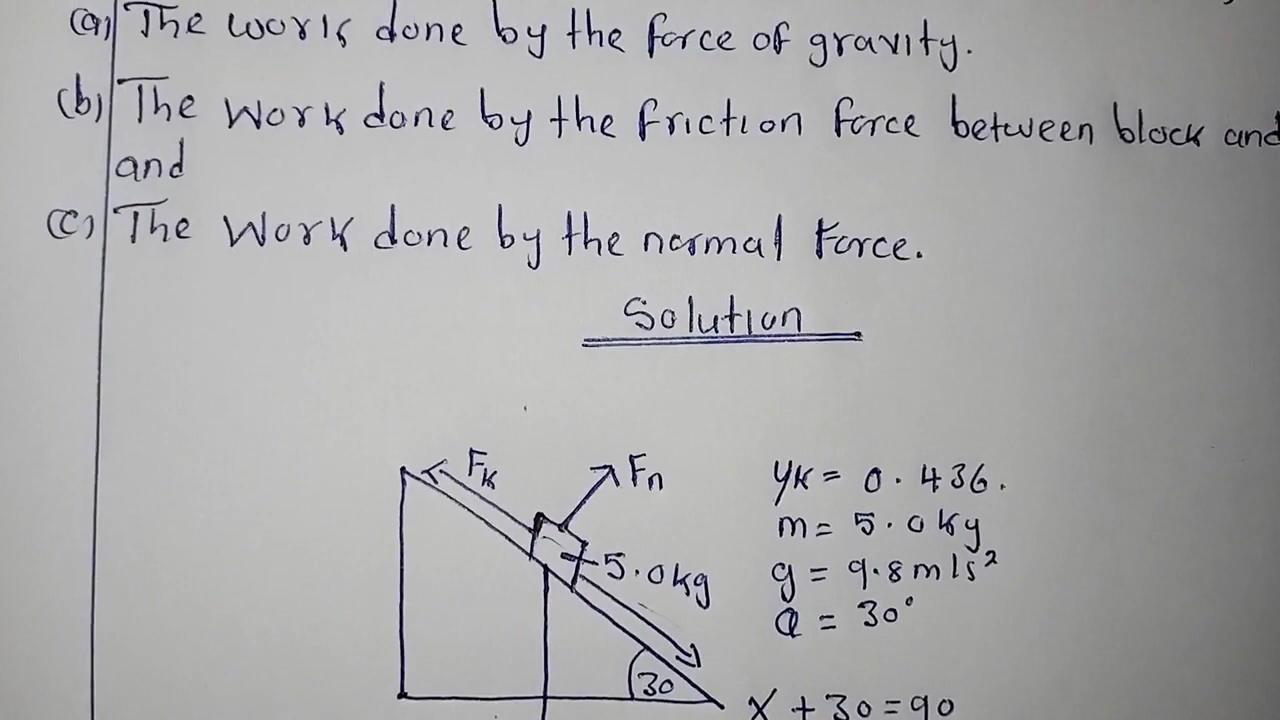 (a) The work done by the force of gravity.
(b) The work done by the friction force between block and
and
(c) The work done by the normal force.
Solution
Fk
Fn
5.0kg
30
μk = 0.436.
m = 5.0kg
g = 9.8m/s²
θ = 30°
x + 30 = 90